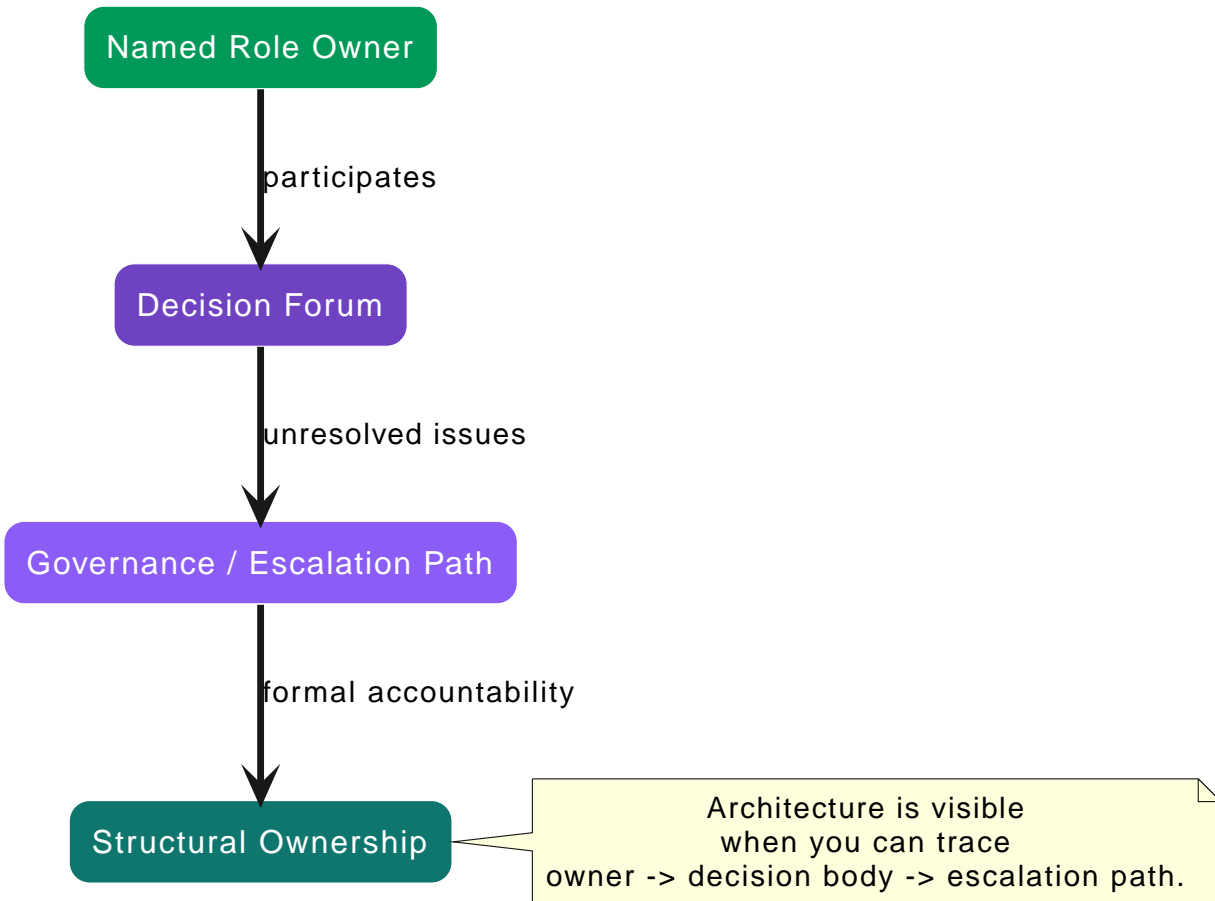 Named Role Owner
participates
Decision Forum
unresolved issues
Governance / Escalation Path
formal accountability
Structural Ownership
Architecture is visible
when you can trace
owner -> decision body -> escalation path.